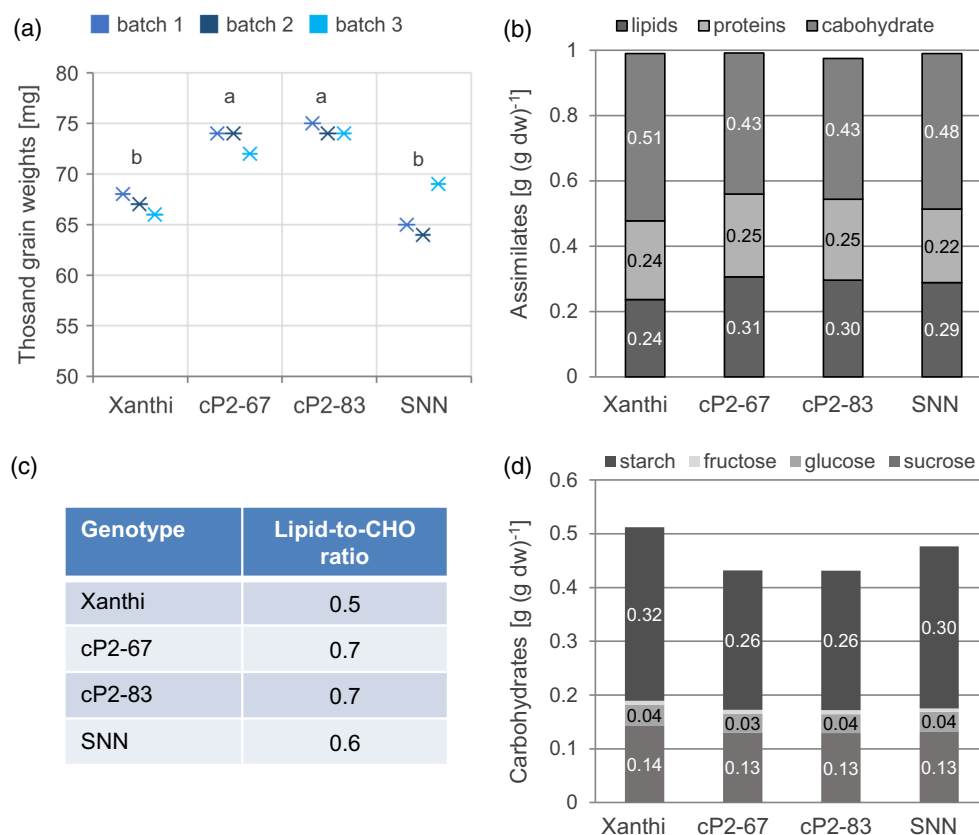 (a)
batch 1 batch 2 batch 3
Thosand grain weights [mg]
80
75
70
65
60
55
50
b
a
a
b
Xanthi cP2-67 cP2-83 SNN
(b)
lipids proteins cabohydrate
Assimilates [g (g dw)-1]
1
0.8
0.6
0.4
0.2
0
0.51 0.43 0.43 0.48
0.24 0.25 0.25 0.22
0.24 0.31 0.30 0.29
Xanthi cP2-67 cP2-83 SNN
(c)
Genotype Lipid-to-CHO
ratio
Xanthi 0.5
cP2-67 0.7
cP2-83 0.7
SNN 0.6
(d)
starch fructose glucose sucrose
Carbohydrates [g (g dw)-1]
0.6
0.5
0.4
0.3
0.2
0.1
0
0.32 0.26 0.26 0.30
0.04 0.03 0.04 0.04
0.14 0.13 0.13 0.13
Xanthi cP2-67 cP2-83 SNN